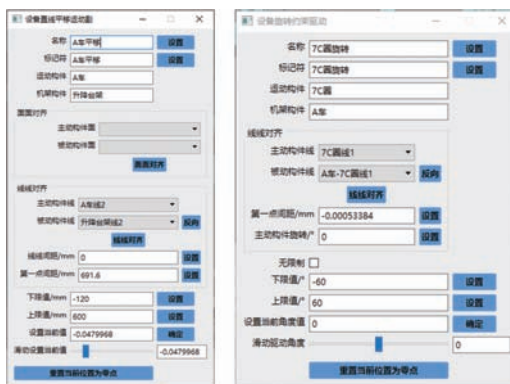 设备直线平移运动副
名称 A车平移 设置
标记符 A车平移 设置
运动构件 A车
机架构件 升降台架
面面对齐
主动构件面
被动构件面
面面对齐
线线对齐
主动构件线 A车线2
被动构件线 升降台架线2 反向
线线对齐
线线间距/mm 0 设置
第一点间距/mm 691.6 设置
下限值/mm -120 设置
上限值/mm 600 设置
设置当前值 -0.0479968 确定
滑动设置当前值 -0.0479968
重置当前位置为零点
设备旋转约束驱动
名称 7C圆旋转 设置
标记符 7C圆旋转 设置
运动构件 7C圆
机架构件 A车
线线对齐
主动构件线 7C圆线1
被动构件线 A车-7C圆线1 反向
线线对齐
第一点间距/mm -0.00053384 设置
主动构件旋转/° 0 设置
无限制
下限值/° -60 设置
上限值/° 60 设置
设置当前角度值 0 确定
滑动驱动角度 0
重置当前位置为零点